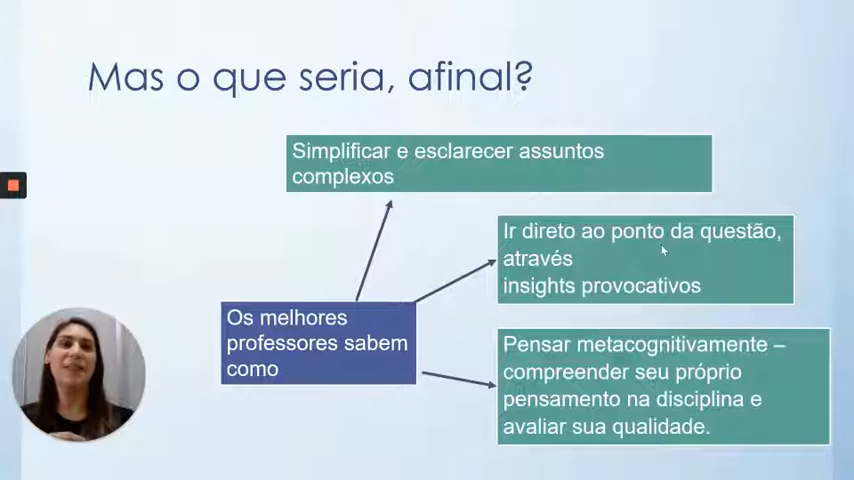 Mas o que seria, afinal?
Simplificar e esclarecer assuntos
complexos
Ir direto ao ponto da questão,
através
insights provocativos
Os melhores
professores sabem
como
Pensar metacognitivamente –
compreender seu próprio
pensamento na disciplina e
avaliar sua qualidade.